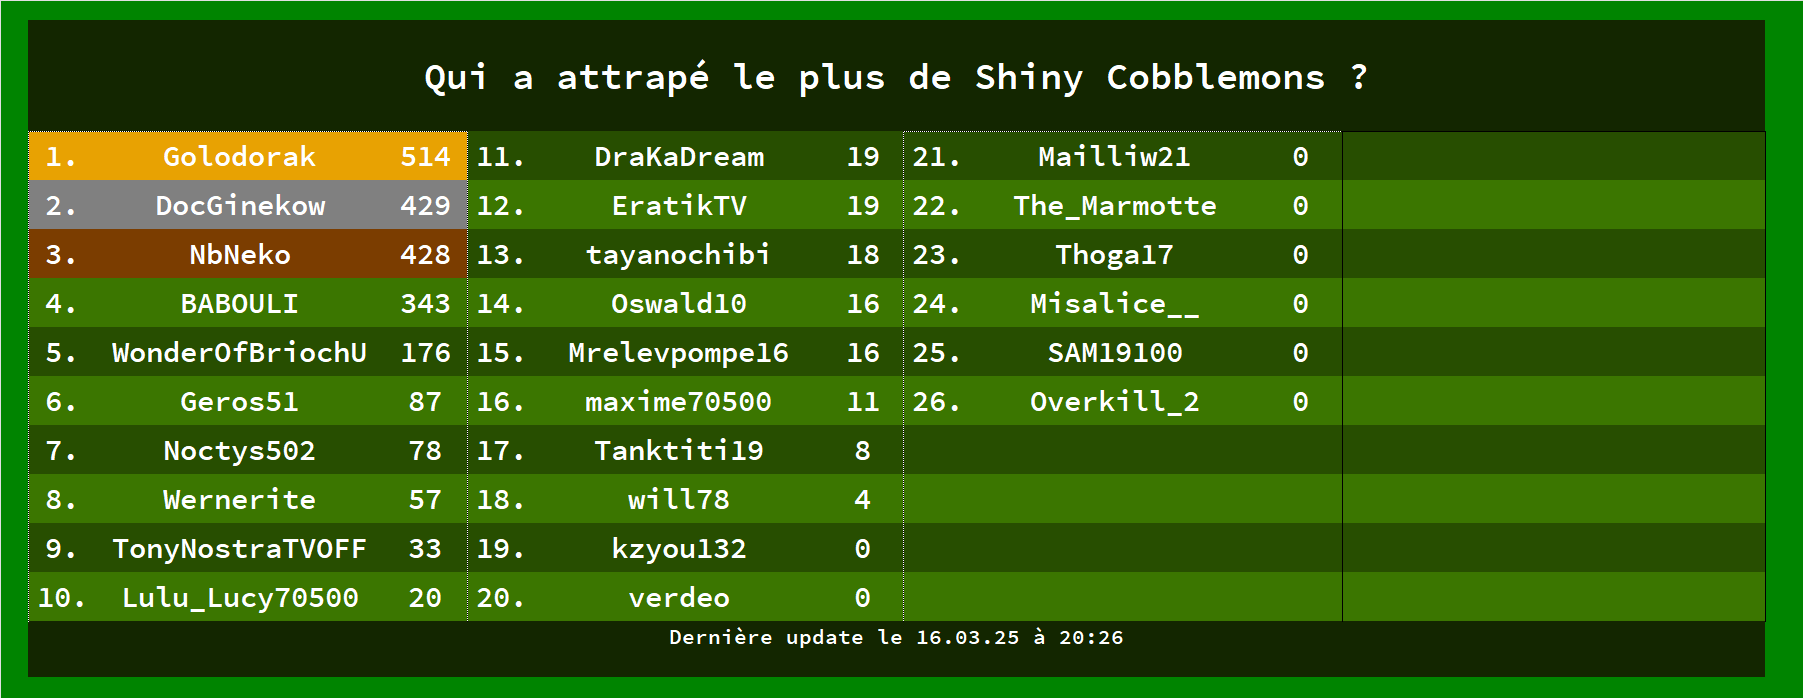 Qui a attrapé le plus de Shiny Cobblemons ?
1. Golodorak 514
2. DocGinekow 429
3. NbNeko 428
4. BABOULI 343
5. WonderOfBriochU 176
6. Geros51 87
7. Noctys502 78
8. Wernerite 57
9. TonyNostraTVOFF 33
10. Lulu_Lucy70500 20
11. DraKaDream 19
12. EratikTV 19
13. tayanochibi 18
14. Oswald10 16
15. Mrelevpompe16 16
16. maxime70500 11
17. Tanktiti19 8
18. will78 4
19. kzyou132 0
20. verdeo 0
21. Mailliw21 0
22. The_Marmotte 0
23. Thoga17 0
24. Misalice__ 0
25. SAM19100 0
26. Overkill_2 0
Dernière update le 16.03.25 à 20:26